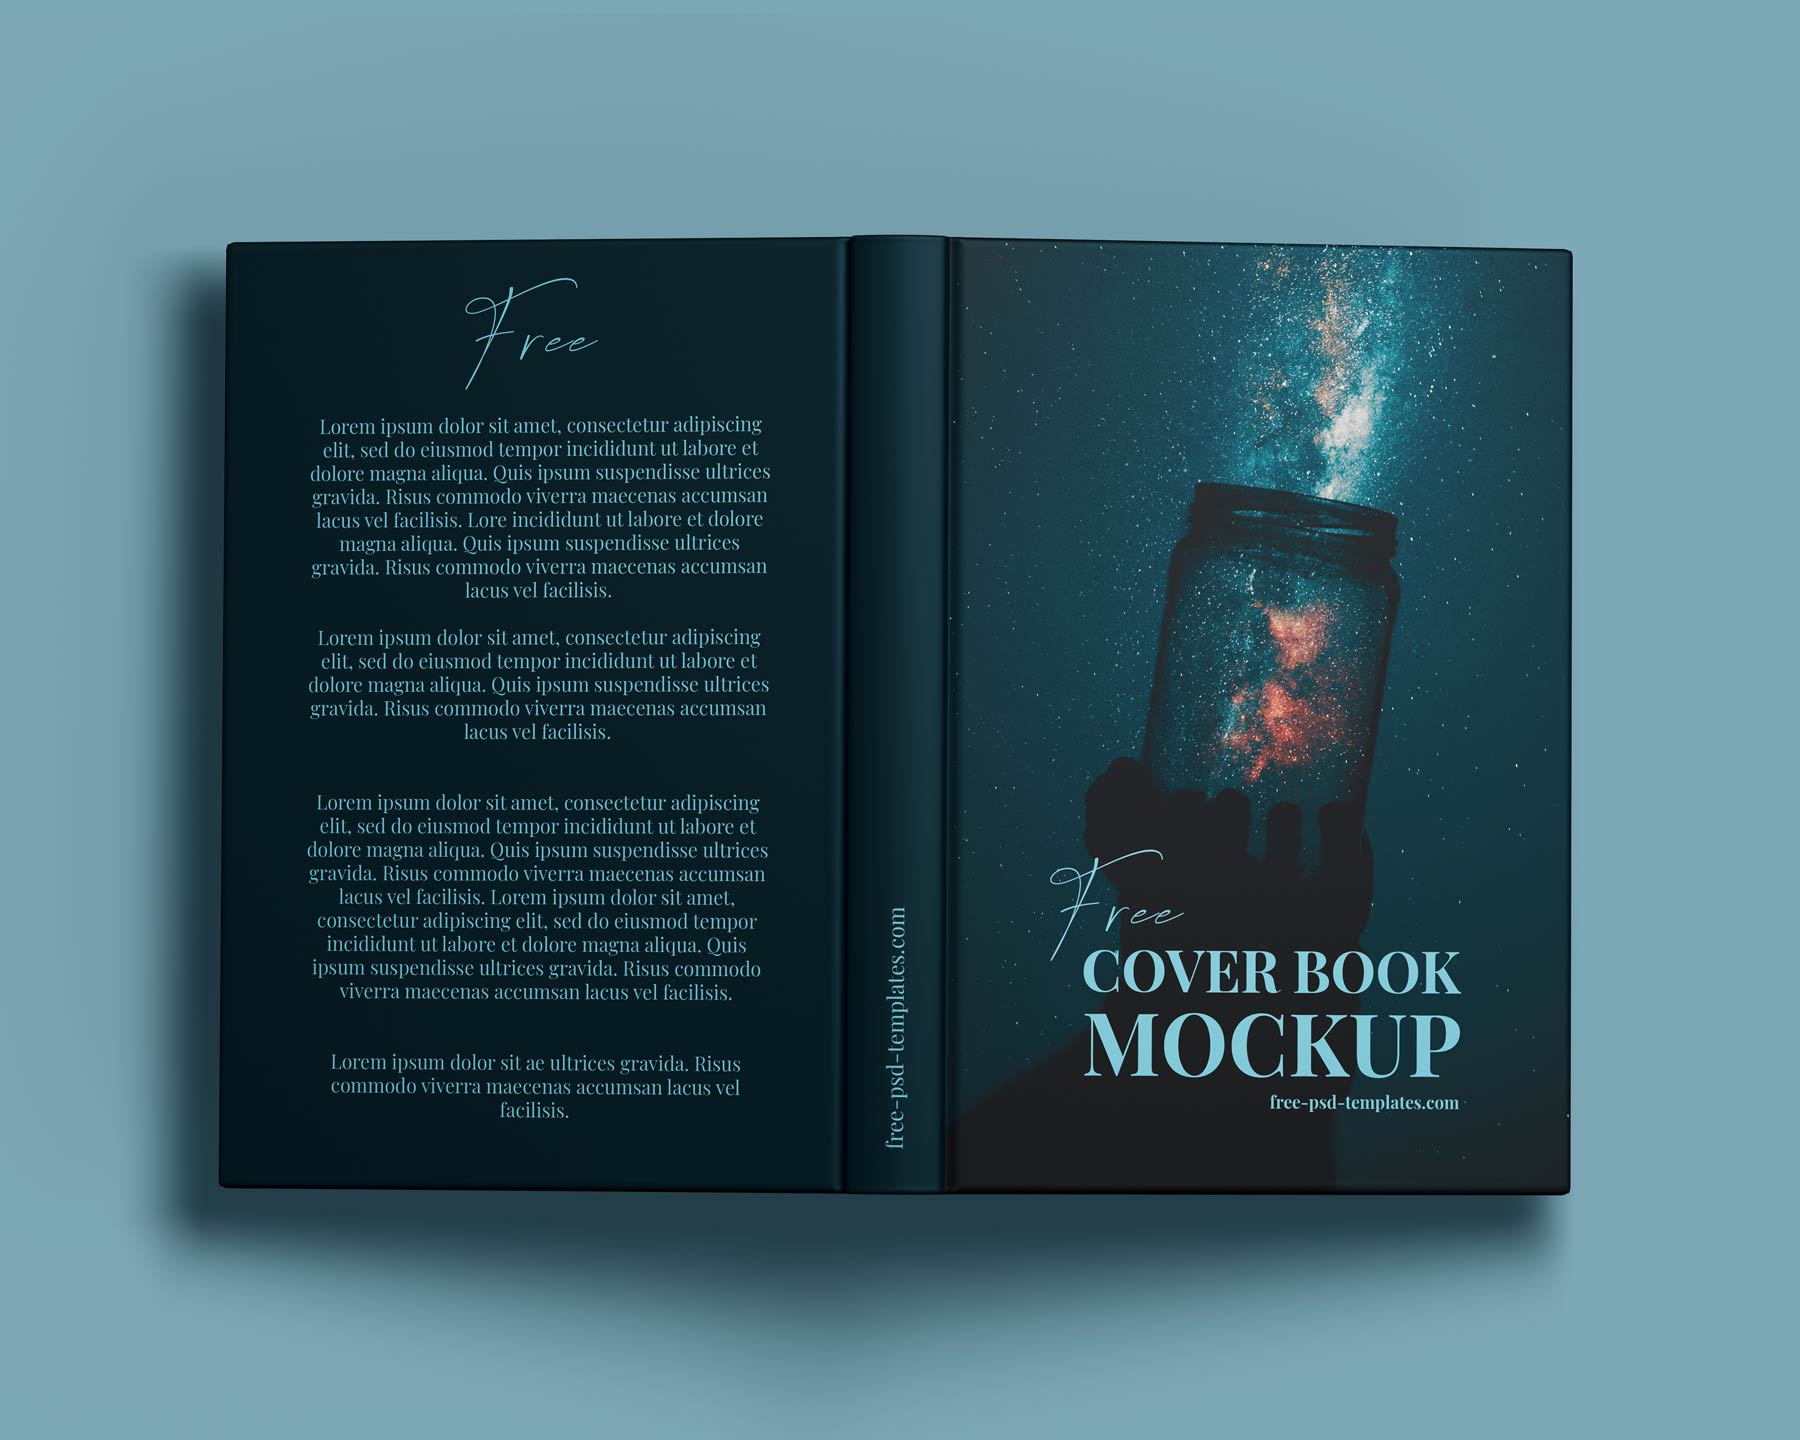 Free
Lorem ipsum dolor sit amet, consectetur adipiscing
elit, sed do eiusmod tempor incididunt ut labore et
dolore magna aliqua. Quis ipsum suspendisse ultrices
gravida. Risus commodo viverra maecenas accumsan
lacus vel facilisis. Lore incididunt ut labore et dolore
magna aliqua. Quis ipsum suspendisse ultrices
gravida. Risus commodo viverra maecenas accumsan
lacus vel facilisis.
Lorem ipsum dolor sit amet, consectetur adipiscing
elit, sed do eiusmod tempor incididunt ut labore et
dolore magna aliqua. Quis ipsum suspendisse ultrices
gravida. Risus commodo viverra maecenas accumsan
lacus vel facilisis.
Lorem ipsum dolor sit amet, consectetur adipiscing
elit, sed do eiusmod tempor incididunt ut labore et
dolore magna aliqua. Quis ipsum suspendisse ultrices
gravida. Risus commodo viverra maecenas accumsan
lacus vel facilisis. Lorem ipsum dolor sit amet,
consectetur adipiscing elit, sed do eiusmod tempor
incididunt ut labore et dolore magna aliqua. Quis
ipsum suspendisse ultrices gravida. Risus commodo
viverra maecenas accumsan lacus vel facilisis.
Lorem ipsum dolor sit ae ultrices gravida. Risus
commodo viverra maecenas accumsan lacus vel
facilisis.
free-psd-templates.com
Free
COVER BOOK
MOCKUP
free-psd-templates.com